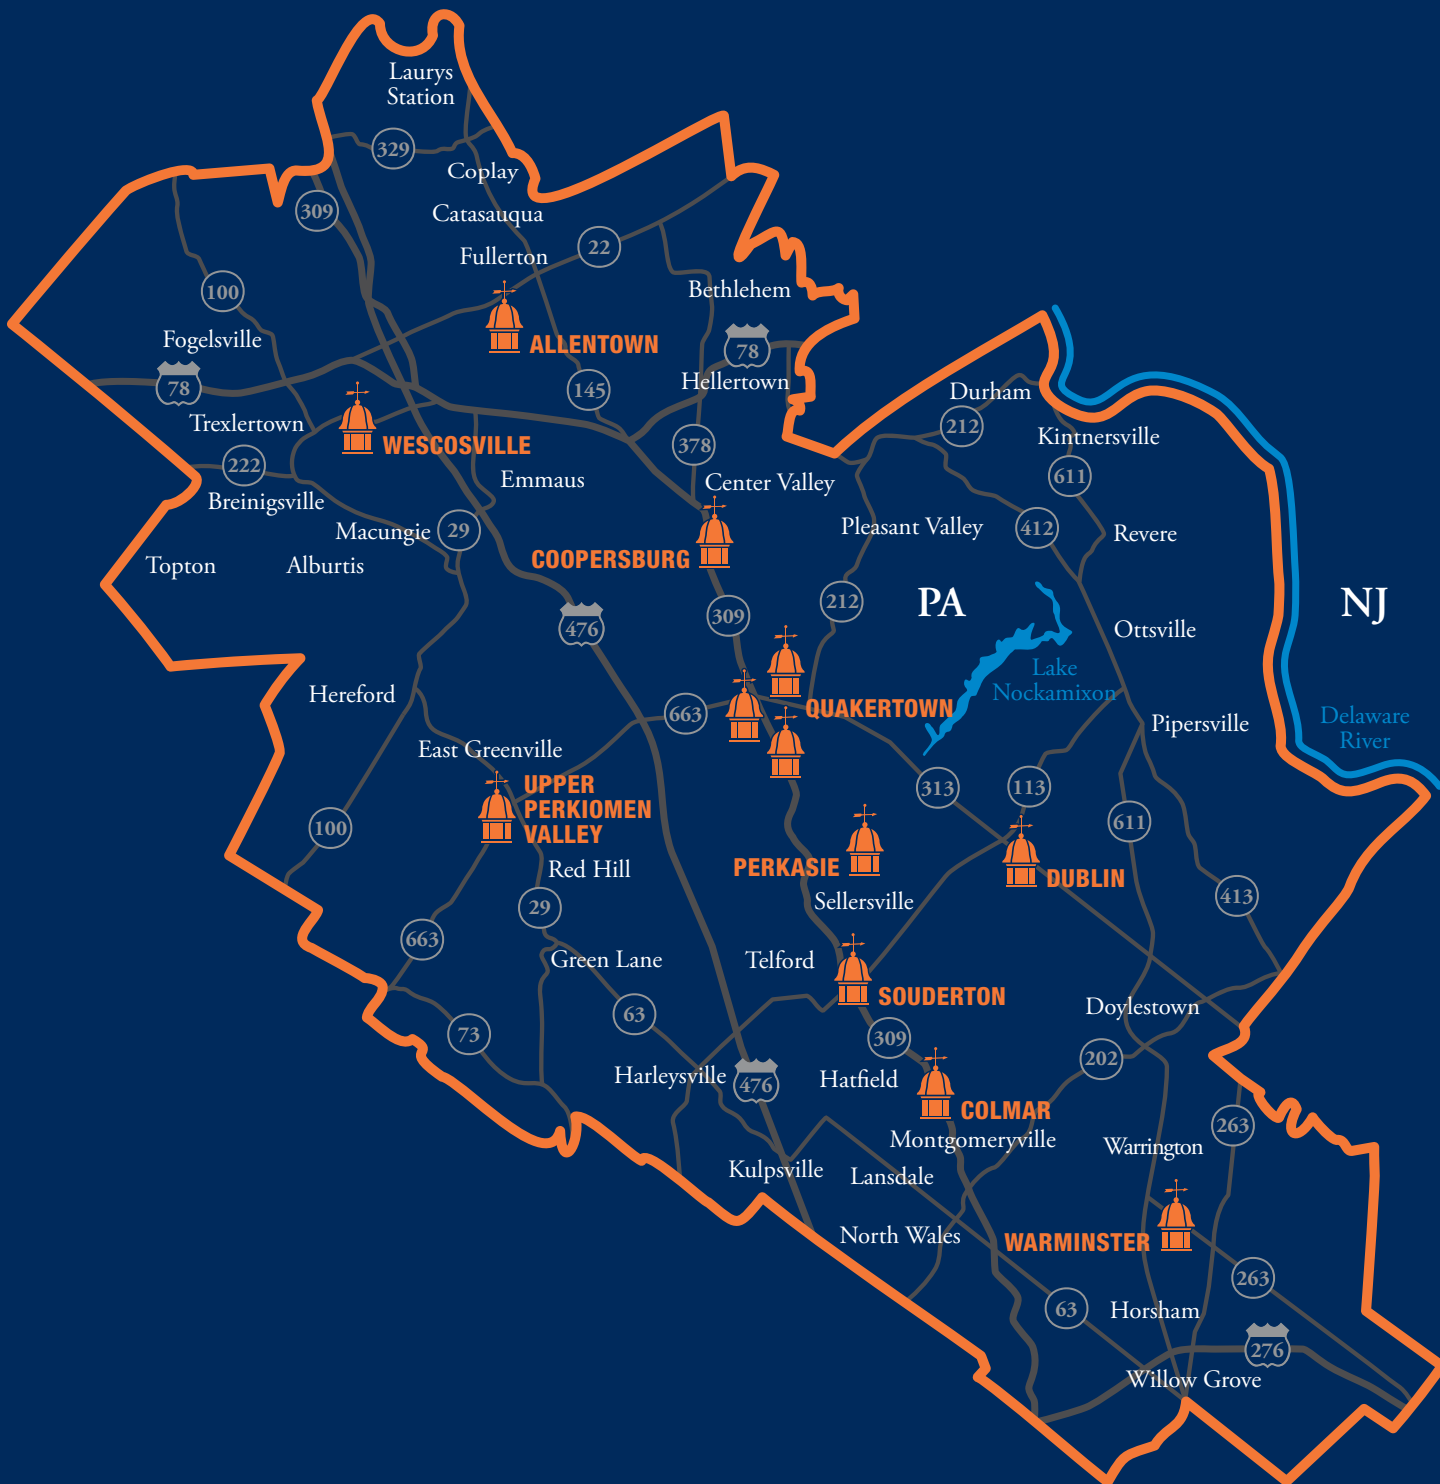 Laurys
Station
329
Coplay
309
Catasauqua
22
Fullerton
100
Bethlehem
Fogelsville
ALLENTOWN
78
78
Hellertown
145
Durham
Trexlertown
212
WESCOSVILLE
378
Kintnersville
222
611
Emmaus
Center Valley
Breinigsville
Macungie
29
Pleasant Valley
412
Revere
COOPERSBURG
Topton
Alburtis
PA
NJ
309
212
476
Ottsville
Lake
Nockamixon
Hereford
QUAKERTOWN
663
Delaware
River
Pipersville
East Greenville
UPPER
PERKIOMEN
VALLEY
313
113
100
611
PERKASIE
Red Hill
DUBLIN
413
Sellersville
29
663
Green Lane
Telford
SOUDERTON
Doylestown
63
73
309
202
Harleysville
476
Hatfield
COLMAR
263
Montgomeryville
Warrington
Kulpsville
Lansdale
North Wales
WARMINSTER
263
63
Horsham
276
Willow Grove